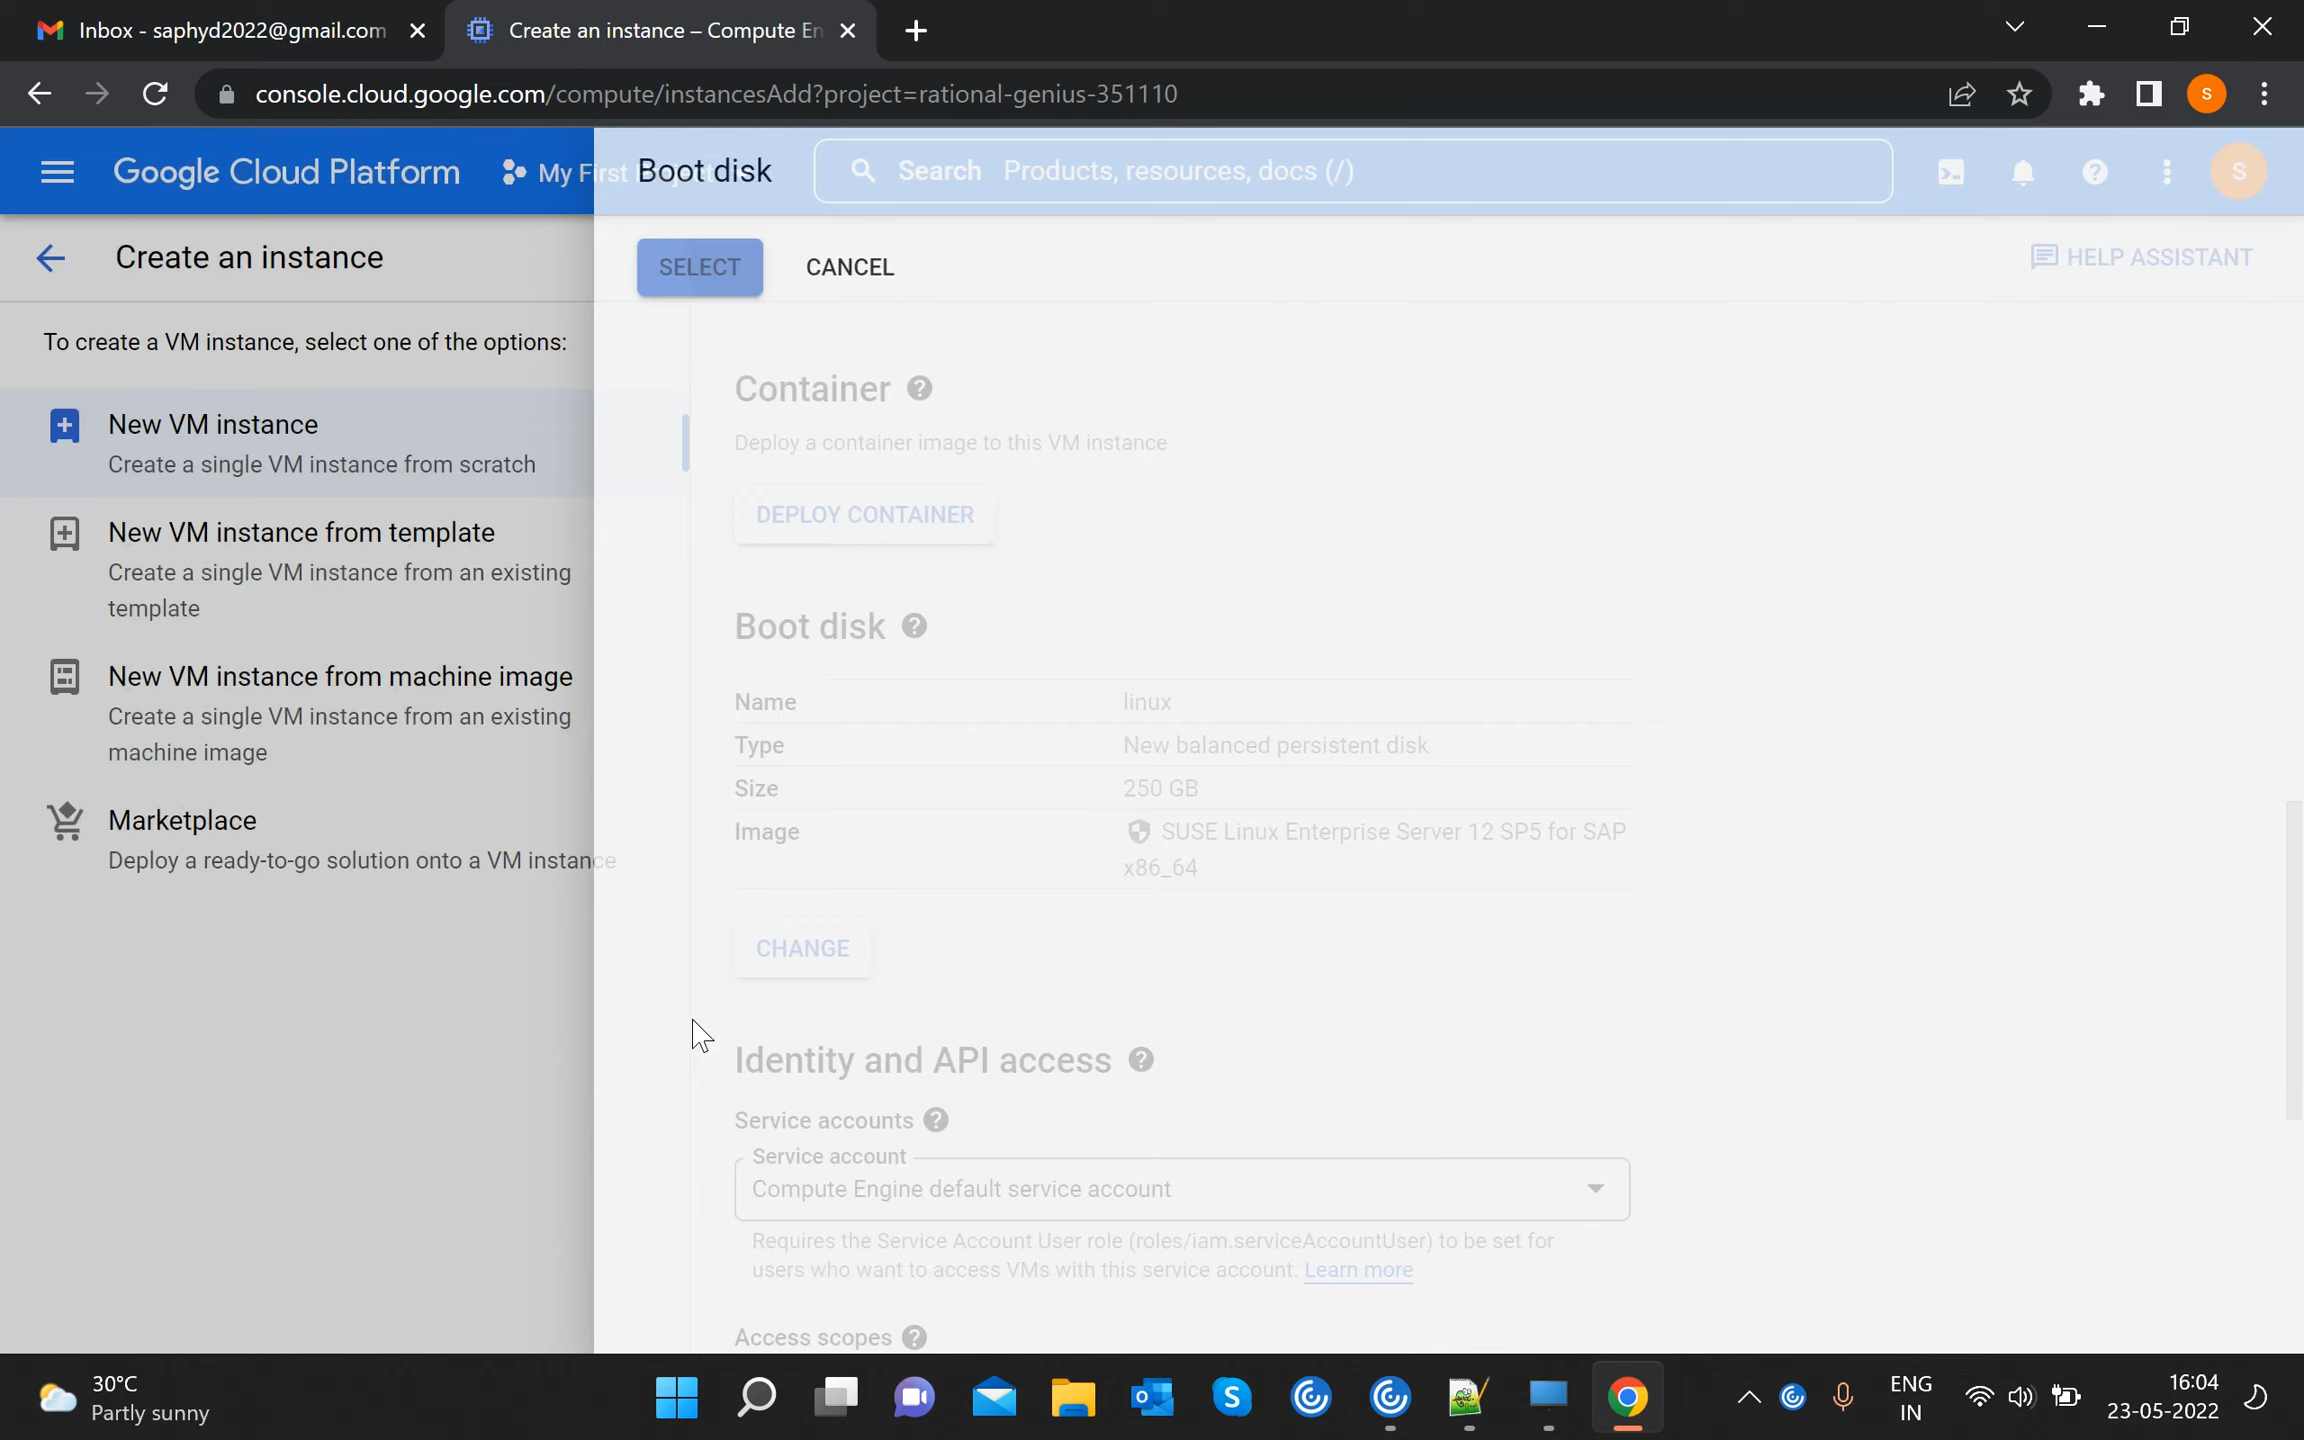 Inbox - saphyd2022@gmail.com
Create an instance – Compute En
console.cloud.google.com/compute/instancesAdd?project=rational-genius-351110
S
Google Cloud Platform
My First
Boot disk
Search Products, resources, docs (/)
S
Create an instance
SELECT
CANCEL
HELP ASSISTANT
To create a VM instance, select one of the options:
New VM instance
Create a single VM instance from scratch
New VM instance from template
Create a single VM instance from an existing
template
New VM instance from machine image
Create a single VM instance from an existing
machine image
Marketplace
Deploy a ready-to-go solution onto a VM instance
Container
Deploy a container image to this VM instance
DEPLOY CONTAINER
Boot disk
Name linux
Type New balanced persistent disk
Size 250 GB
Image SUSE Linux Enterprise Server 12 SP5 for SAP
x86_64
CHANGE
Identity and API access
Service accounts
Service account
Compute Engine default service account
Requires the Service Account User role (roles/iam.serviceAccountUser) to be set for
users who want to access VMs with this service account. Learn more
Access scopes
30°C
Partly sunny
ENG
IN
16:04
23-05-2022